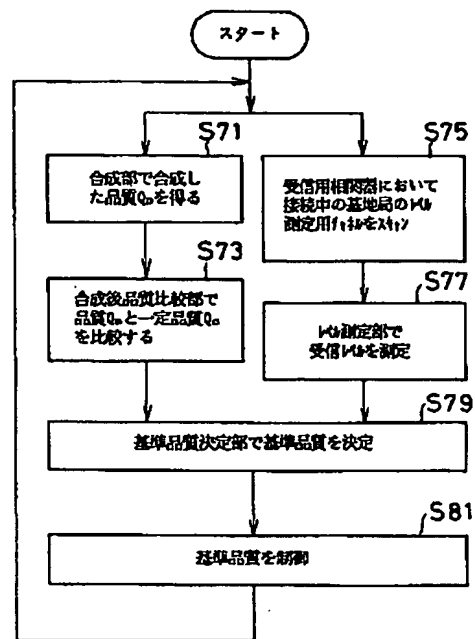 スタート
S71
合成部で合成し
た品質Qmを得る
S75
受信用相関器において
接続中の基地局のレベル
測定用チャネルをスキャン
S73
合成後品質比較部で
品質Qmと一定品質Qc
を比較する
S77
レベル測定部で
受信レベルを測定
S79
基準品質決定部で基準品質を決定
S81
基準品質を制御